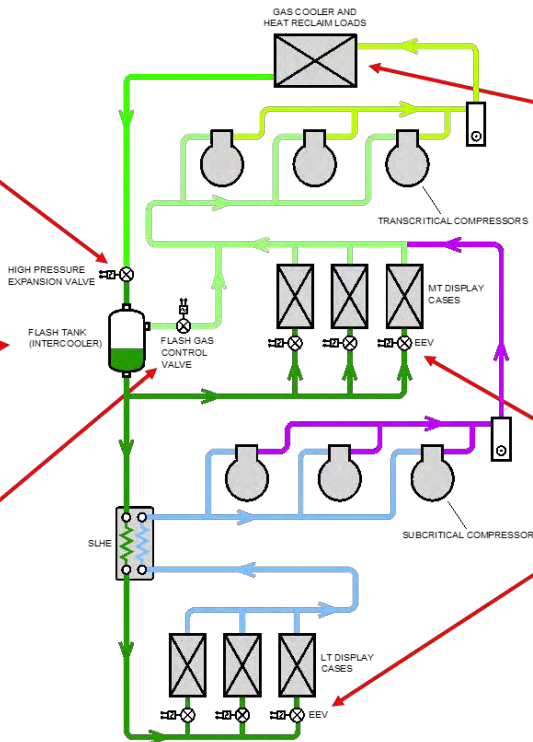 GAS COOLER AND
HEAT RECLAIM LOADS
TRANSCRITICAL COMPRESSORS
HIGH PRESSURE
EXPANSION VALVE
MT DISPLAY
CASES
FLASH TANK
(INTERCOOLER)
FLASH GAS
CONTROL
VALVE
EEV
SUBCRITICAL COMPRESSOR
SLHE
LT DISPLAY
CASES
EEV